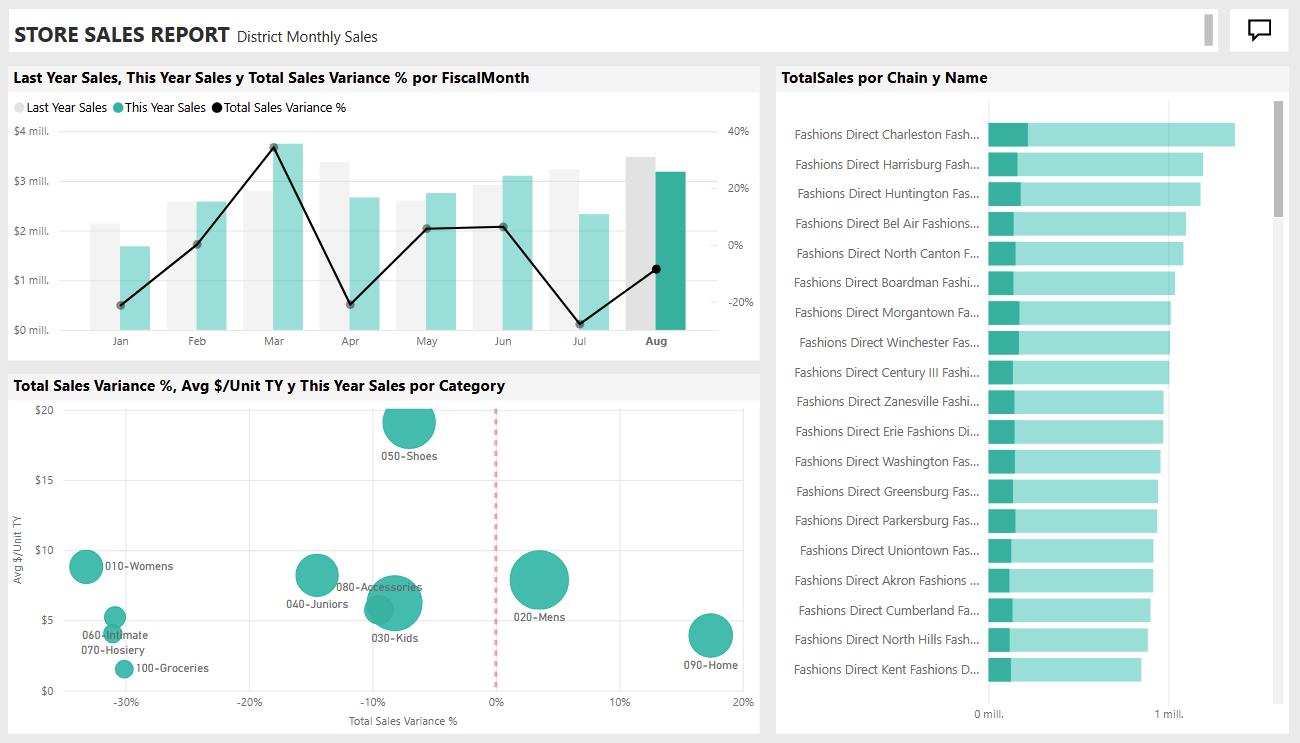 STORE SALES REPORT District Monthly Sales
Last Year Sales, This Year Sales y Total Sales Variance % por FiscalMonth
Last Year Sales This Year Sales Total Sales Variance %
$4 mill.
$3 mill.
$2 mill.
$1 mill.
$0 mill.
40%
20%
0%
-20%
Jan Feb Mar Apr May Jun Jul Aug
Total Sales Variance %, Avg $/Unit TY y This Year Sales por Category
Avg $/Unit TY
$20
$15
$10
$5
$0
050-Shoes
010-Womens
080-Accessories
040-Juniors
020-Mens
060-Intimate
030-Kids
070-Hosiery
090-Home
100-Groceries
-30% -20% -10% 0% 10% 20%
Total Sales Variance %
TotalSales por Chain y Name
Fashions Direct Charleston Fash...
Fashions Direct Harrisburg Fash...
Fashions Direct Huntington Fas...
Fashions Direct Bel Air Fashions...
Fashions Direct North Canton F...
Fashions Direct Boardman Fashi...
Fashions Direct Morgantown Fa...
Fashions Direct Winchester Fas...
Fashions Direct Century III Fashi...
Fashions Direct Zanesville Fashi...
Fashions Direct Erie Fashions Di...
Fashions Direct Washington Fas...
Fashions Direct Greensburg Fas...
Fashions Direct Parkersburg Fas...
Fashions Direct Uniontown Fas...
Fashions Direct Akron Fashions ...
Fashions Direct Cumberland Fa...
Fashions Direct North Hills Fash...
Fashions Direct Kent Fashions D...
0 mill. 1 mill.